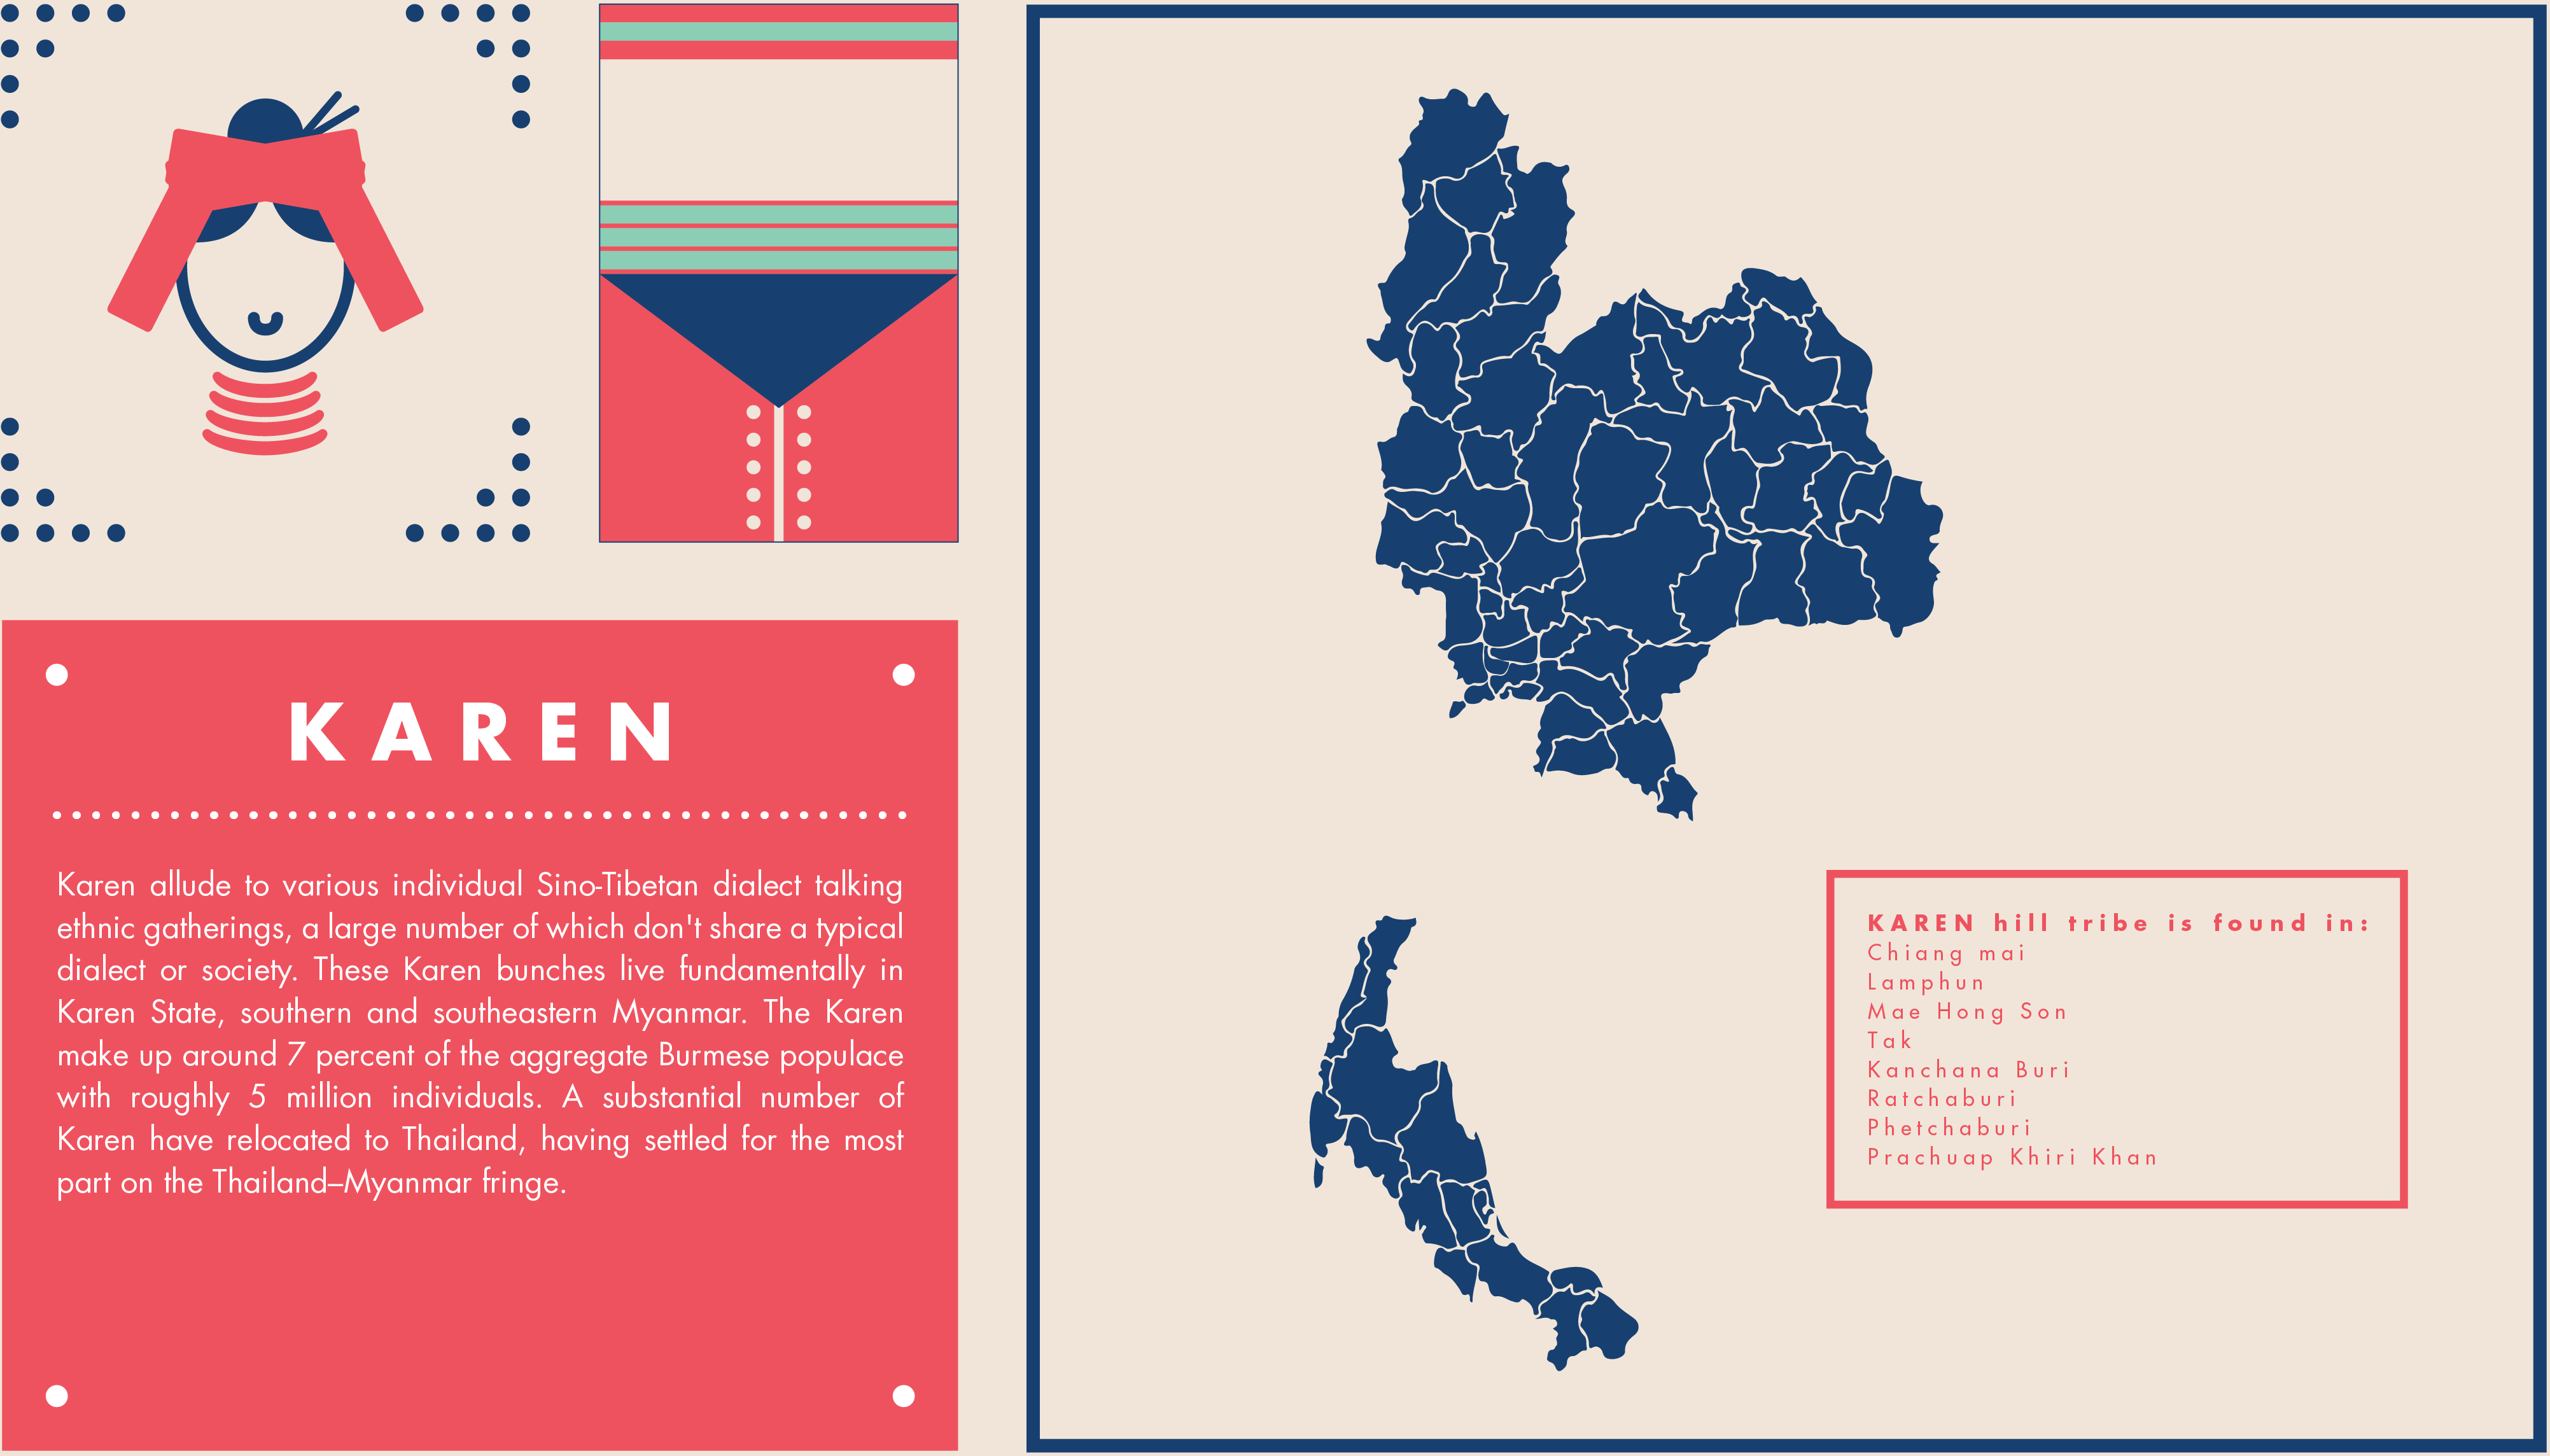 KAREN
Karen allude to various individual Sino-Tibetan dialect talking
ethnic gatherings, a large number of which don't share a typical
dialect or society. These Karen bunches live fundamentally in
Karen State, southern and southeastern Myanmar. The Karen
make up around 7 percent of the aggregate Burmese populace
with roughly 5 million individuals. A substantial number of
Karen have relocated to Thailand, having settled for the most
part on the Thailand–Myanmar fringe.
KAREN hill tribe is found in:
Chiang mai
Lamphun
Mae Hong Son
Tak
Kanchana Buri
Ratchaburi
Phetchaburi
Prachuap Khiri Khan